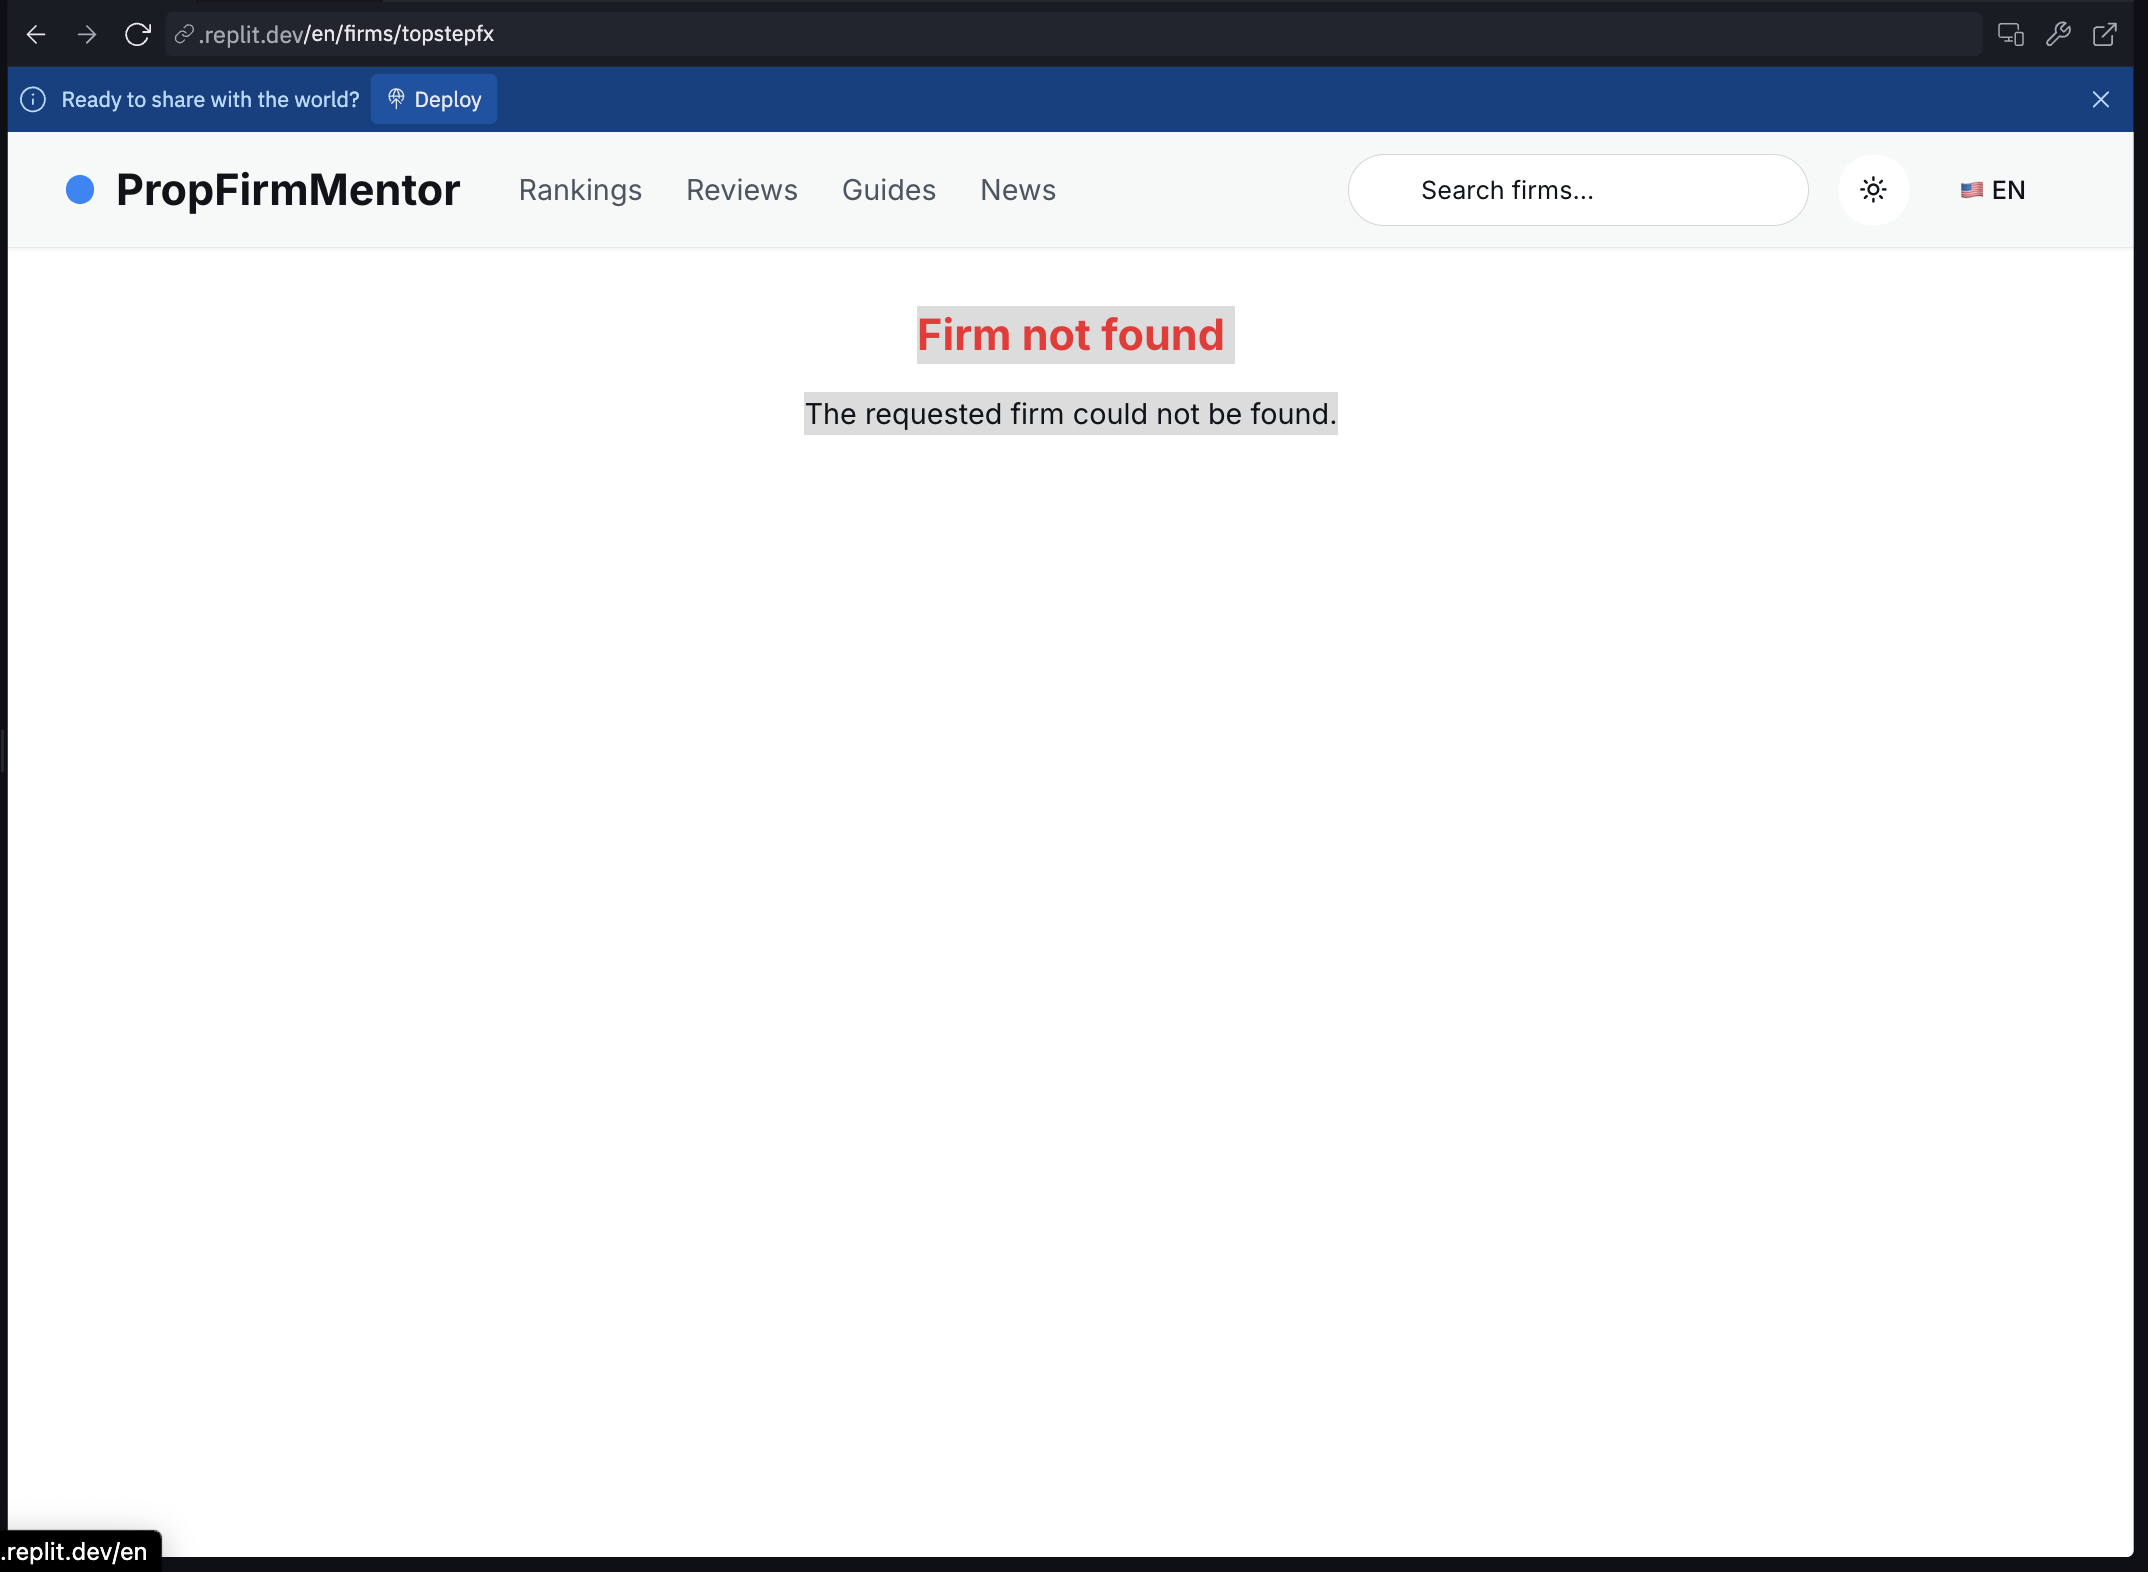 .replit.dev/en/firms/topstepfx
Ready to share with the world? Deploy
PropFirmMentor Rankings Reviews Guides News Search firms... 🇺🇸 EN
Firm not found
The requested firm could not be found.
.replit.dev/en